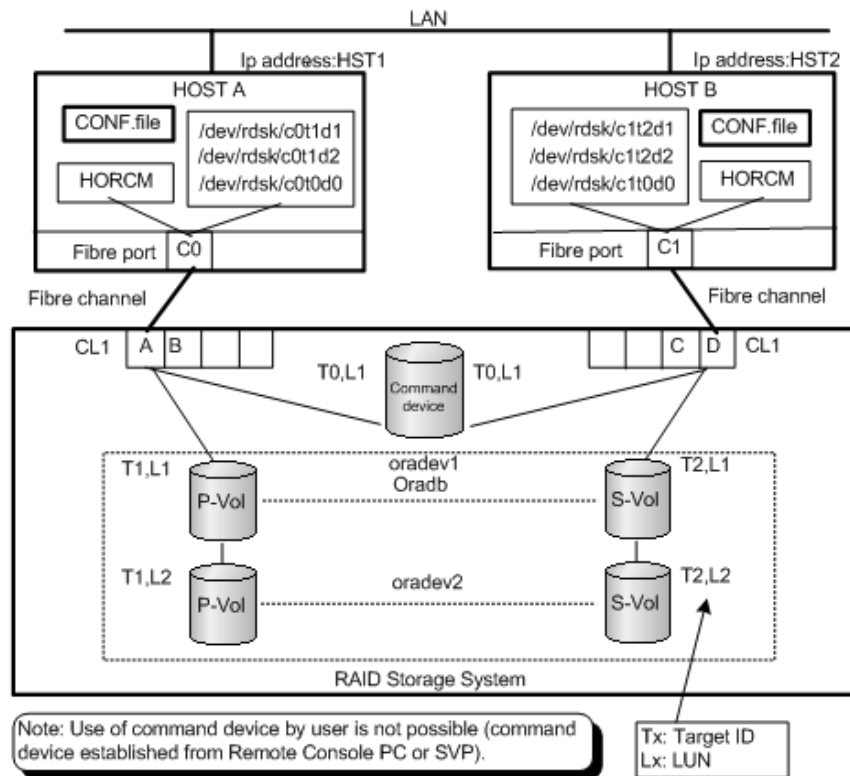 LAN
Ip address:HST1
Ip address:HST2
HOST A
HOST B
CONF.file
/dev/rdsk/c0t1d1
/dev/rdsk/c0t1d2
/dev/rdsk/c0t0d0
HORCM
/dev/rdsk/c1t2d1
/dev/rdsk/c1t2d2
/dev/rdsk/c1t0d0
CONF.file
HORCM
Fibre port
C0
Fibre port
C1
Fibre channel
Fibre channel
CL1
A
B
C
D
CL1
T0,L1
Command
device
T0,L1
T1,L1
oradev1
Oradb
T2,L1
P-Vol
S-Vol
T1,L2
oradev2
T2,L2
P-Vol
S-Vol
RAID Storage System
Note: Use of command device by user is not possible (command
device established from Remote Console PC or SVP).
Tx: Target ID
Lx: LUN